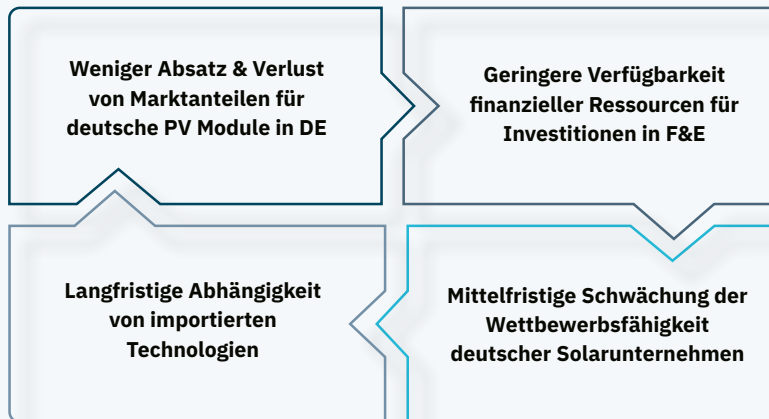 Weniger Absatz & Verlust
von Marktanteilen für
deutsche PV Module in DE
Geringere Verfügbarkeit
finanzieller Ressourcen für
Investitionen in F&E
Mittelfristige Schwächung der
Wettbewerbsfähigkeit
deutscher Solarunternehmen
Langfristige Abhängigkeit
von importierten
Technologien